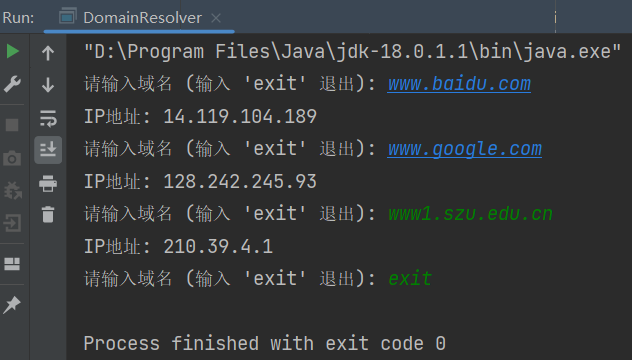 Run: DomainResolver ×
"D:\Program Files\Java\jdk-18.0.1.1\bin\java.exe"
请输入域名 (输入 'exit' 退出): www.baidu.com
IP地址: 14.119.104.189
请输入域名 (输入 'exit' 退出): www.google.com
IP地址: 128.242.245.93
请输入域名 (输入 'exit' 退出): www1.szu.edu.cn
IP地址: 210.39.4.1
请输入域名 (输入 'exit' 退出): exit
Process finished with exit code 0